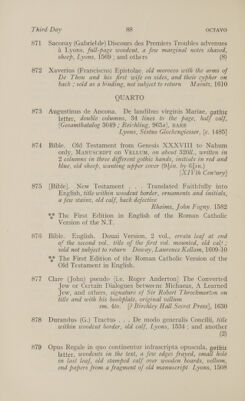 Third Day 88 OCTAVO
871 Saconay (Gabriel de) Discours des Premiers Troubles advenues
à Lyons, full-page woodcut, a few marginal notes shaved,
sheep, Lyons, 1569; and others (8)
872 Xaverius (Franciscus) Epistolae, old morocco with the arms of
De Thou and his first wife on sides, and their cypher on
back; sold as a binding, not subject to return Maintz, 1610
QUARTO
873 Augustinus de Ancona. De laudibus virginis Mariae, gothic
letter, double columns, 34 lines to the page, half calf,
(Gesamtkatalog 3049; Reichling, 965a), RARE
Lyons, Sixtus Glockengiesser, [c. 1485]
874 Bible. Old Testament from Genesis XXXVIII to Nahum
only, MANUSCRIPT ON VELLUM, on about 320ll., written in
2 columns in three different gothic hands, initials in red and
blue, old sheep, wanting upper cover (9½in. by 6¼in.)
[XIVth Century]
875 [Bible]. New Testament . . . Translated Faithfully into
English, title within woodcut border, ornaments and initials,
a few stains, old calf, back defective
Rheims, John Fogny. 1582
*** The First Edition in English of the Roman Catholic
Version of the N.T.
876 Bible. English. Douai Version, 2 vol., errata leaf at end
of the second vol., title of the first vol. mounted, old calf;
sold not subject to return Doway, Laurence Kellam, 1609-10
*** The First Edition of the Roman Catholic Version of the
Old Testament in English.
877 Clare (John) pseudo [i.e. Roger Anderton] The Converted
Jew or Certain Dialogues betweene Micheas, A Learned
Jew, and others, signature of Sir Robert Throckmorton on
title and with his bookplate, original vellum
sm. 4to. [? Birchley Hall Secret Press], 1630
878 Durandus (G.) Tractus . . . De modo generalis Concilii, title
within woodcut border, old calf, Lyons, 1534; and another
(2)
879 Opus Regale in quo continentur infrascripta opuscula, gothic
letter, woodcuts in the text, a few edges frayed, small hole
in last leaf, old stamped calf over wooden boards, vellum,
end papers from a fragment of old manuscript Lyons, 1508